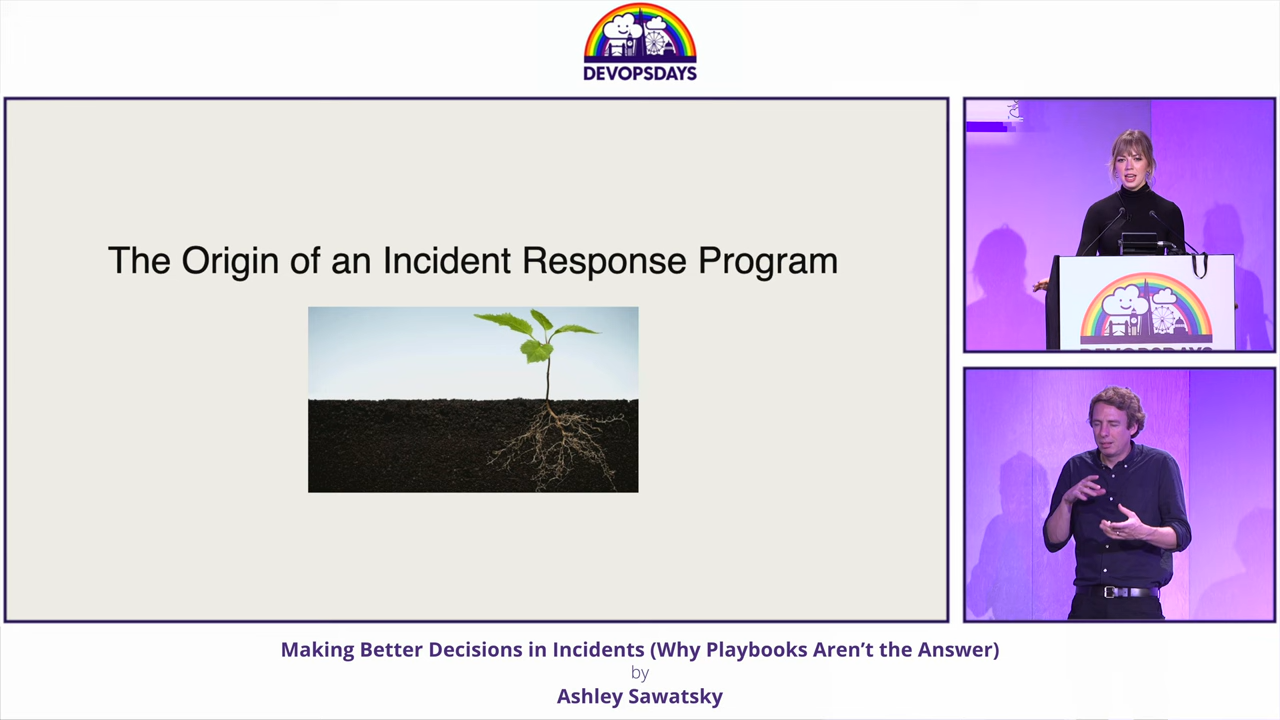 DEVOPSDAYS
The Origin of an Incident Response Program
DEVOPSDAYS
Making Better Decisions in Incidents (Why Playbooks Aren’t the Answer)
by
Ashley Sawatsky